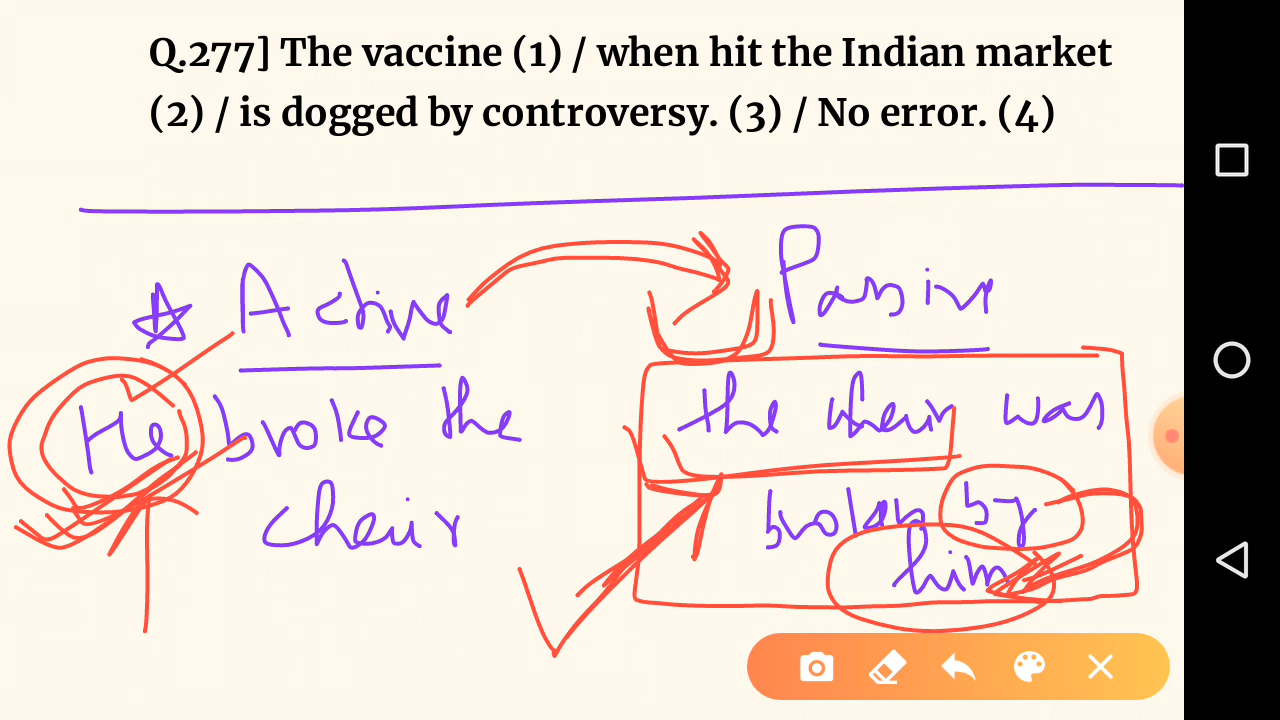 Q.277] The vaccine (1) / when hit the Indian market
(2) / is dogged by controversy. (3) / No error. (4)
Active
Passive
He broke the
chair
the chair was
broken by
him